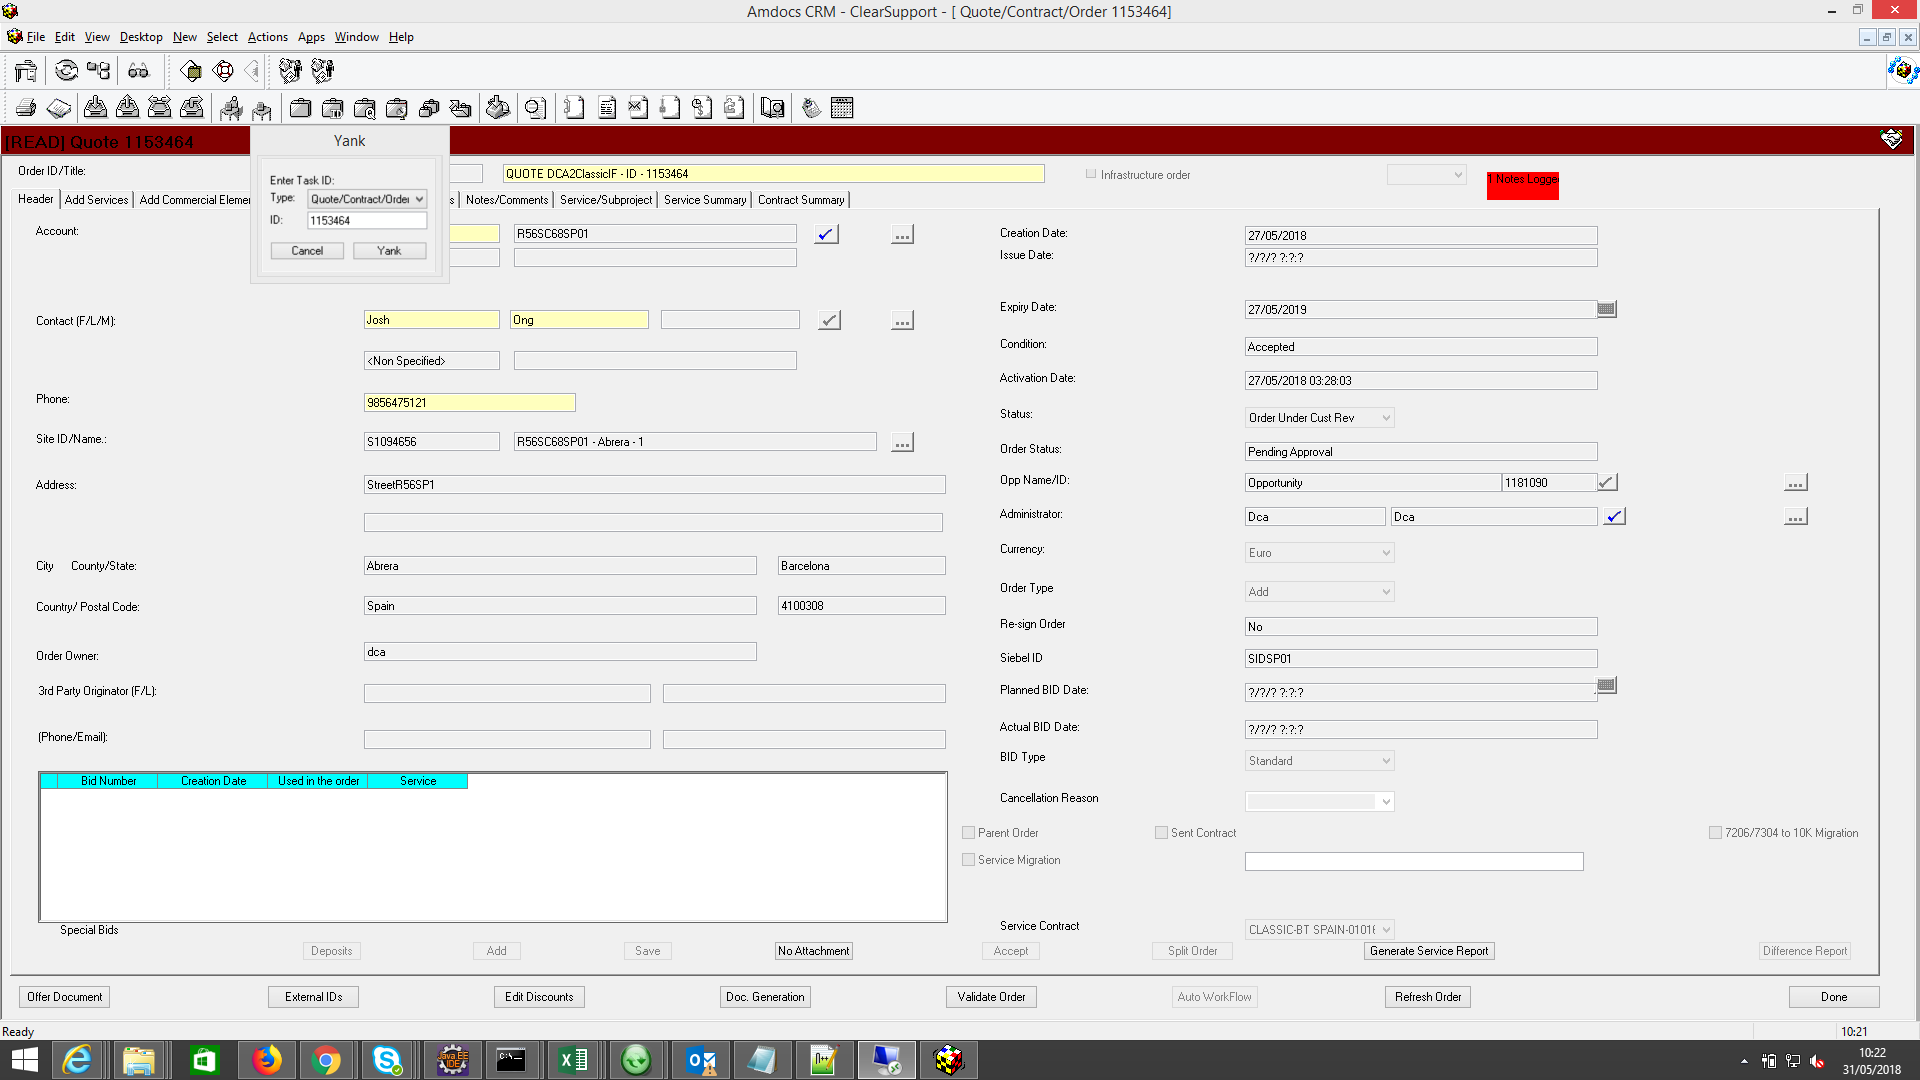 Amdocs CRM - ClearSupport - [ Quote/Contract/Order 1153464]
File Edit View Desktop New Select Actions Apps Window Help
[READ] Quote 1153464
Yank
Enter Task ID:
Type: Quote/Contract/Order
ID: 1153464
Cancel Yank
Order ID/Title: QUOTE DCA2ClassicIF - ID - 1153464 Infrastructure order
1 Notes Logge
Header Add Services Add Commercial Elemen s Notes/Comments Service/Subproject Service Summary Contract Summary
Account: R56SC68SP01 ...
Contact (F/L/M): Josh Ong ...
<Non Specified>
Phone: 9856475121
Site ID/Name.: S1094656 R56SC68SP01 - Abrera - 1 ...
Address: StreetR56SP1
City County/State: Abrera Barcelona
Country/ Postal Code: Spain 4100308
Order Owner: dca
3rd Party Originator (F/L):
(Phone/Email):
Bid Number Creation Date Used in the order Service
Special Bids
Creation Date: 27/05/2018
Issue Date: ?/?/? ?:?:?
Expiry Date: 27/05/2019
Condition: Accepted
Activation Date: 27/05/2018 03:28:03
Status: Order Under Cust Rev
Order Status: Pending Approval
Opp Name/ID: Opportunity 1181090 ...
Administrator: Dca Dca ...
Currency: Euro
Order Type Add
Re-sign Order No
Siebel ID SIDSP01
Planned BID Date: ?/?/? ?:?:?
Actual BID Date: ?/?/? ?:?:?
BID Type Standard
Cancellation Reason
Parent Order Sent Contract 7206/7304 to 10K Migration
Service Migration
Service Contract CLASSIC-BT SPAIN-0101
Deposits Add Save No Attachment Accept Split Order Generate Service Report Difference Report
Offer Document External IDs Edit Discounts Doc. Generation Validate Order Auto WorkFlow Refresh Order Done
Ready 10:21
10:22
31/05/2018